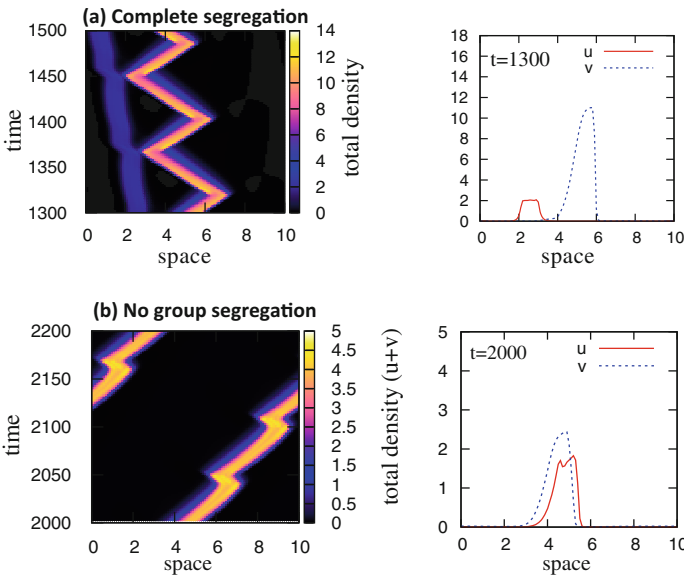 (a) Complete segregation
1500
1450
1400
1350
1300
time
0 2 4 6 8 10
space
14
12
10
8
6
4
2
0
total density
18
16
14
12
10
8
6
4
2
0
t=1300
u
v
0 2 4 6 8 10
space
(b) No group segregation
2200
2150
2100
2050
2000
time
0 2 4 6 8 10
space
5
4.5
4
3.5
3
2.5
2
1.5
1
0.5
0
total density (u+v)
5
4
3
2
1
0
t=2000
u
v
0 2 4 6 8 10
space